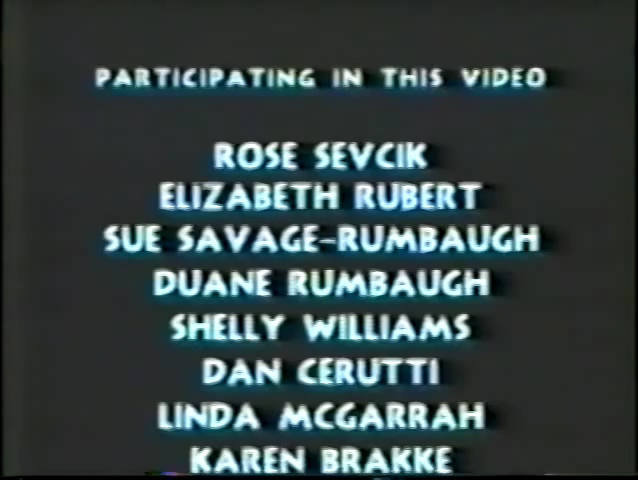 PARTICIPATING IN THIS VIDEO
ROSE SEVCIK
ELIZABETH RUBERT
SUE SAVAGE-RUMBAUGH
DUANE RUMBAUGH
SHELLY WILLIAMS
DAN CERUTTI
LINDA MCGARRAH
KAREN BRAKKE